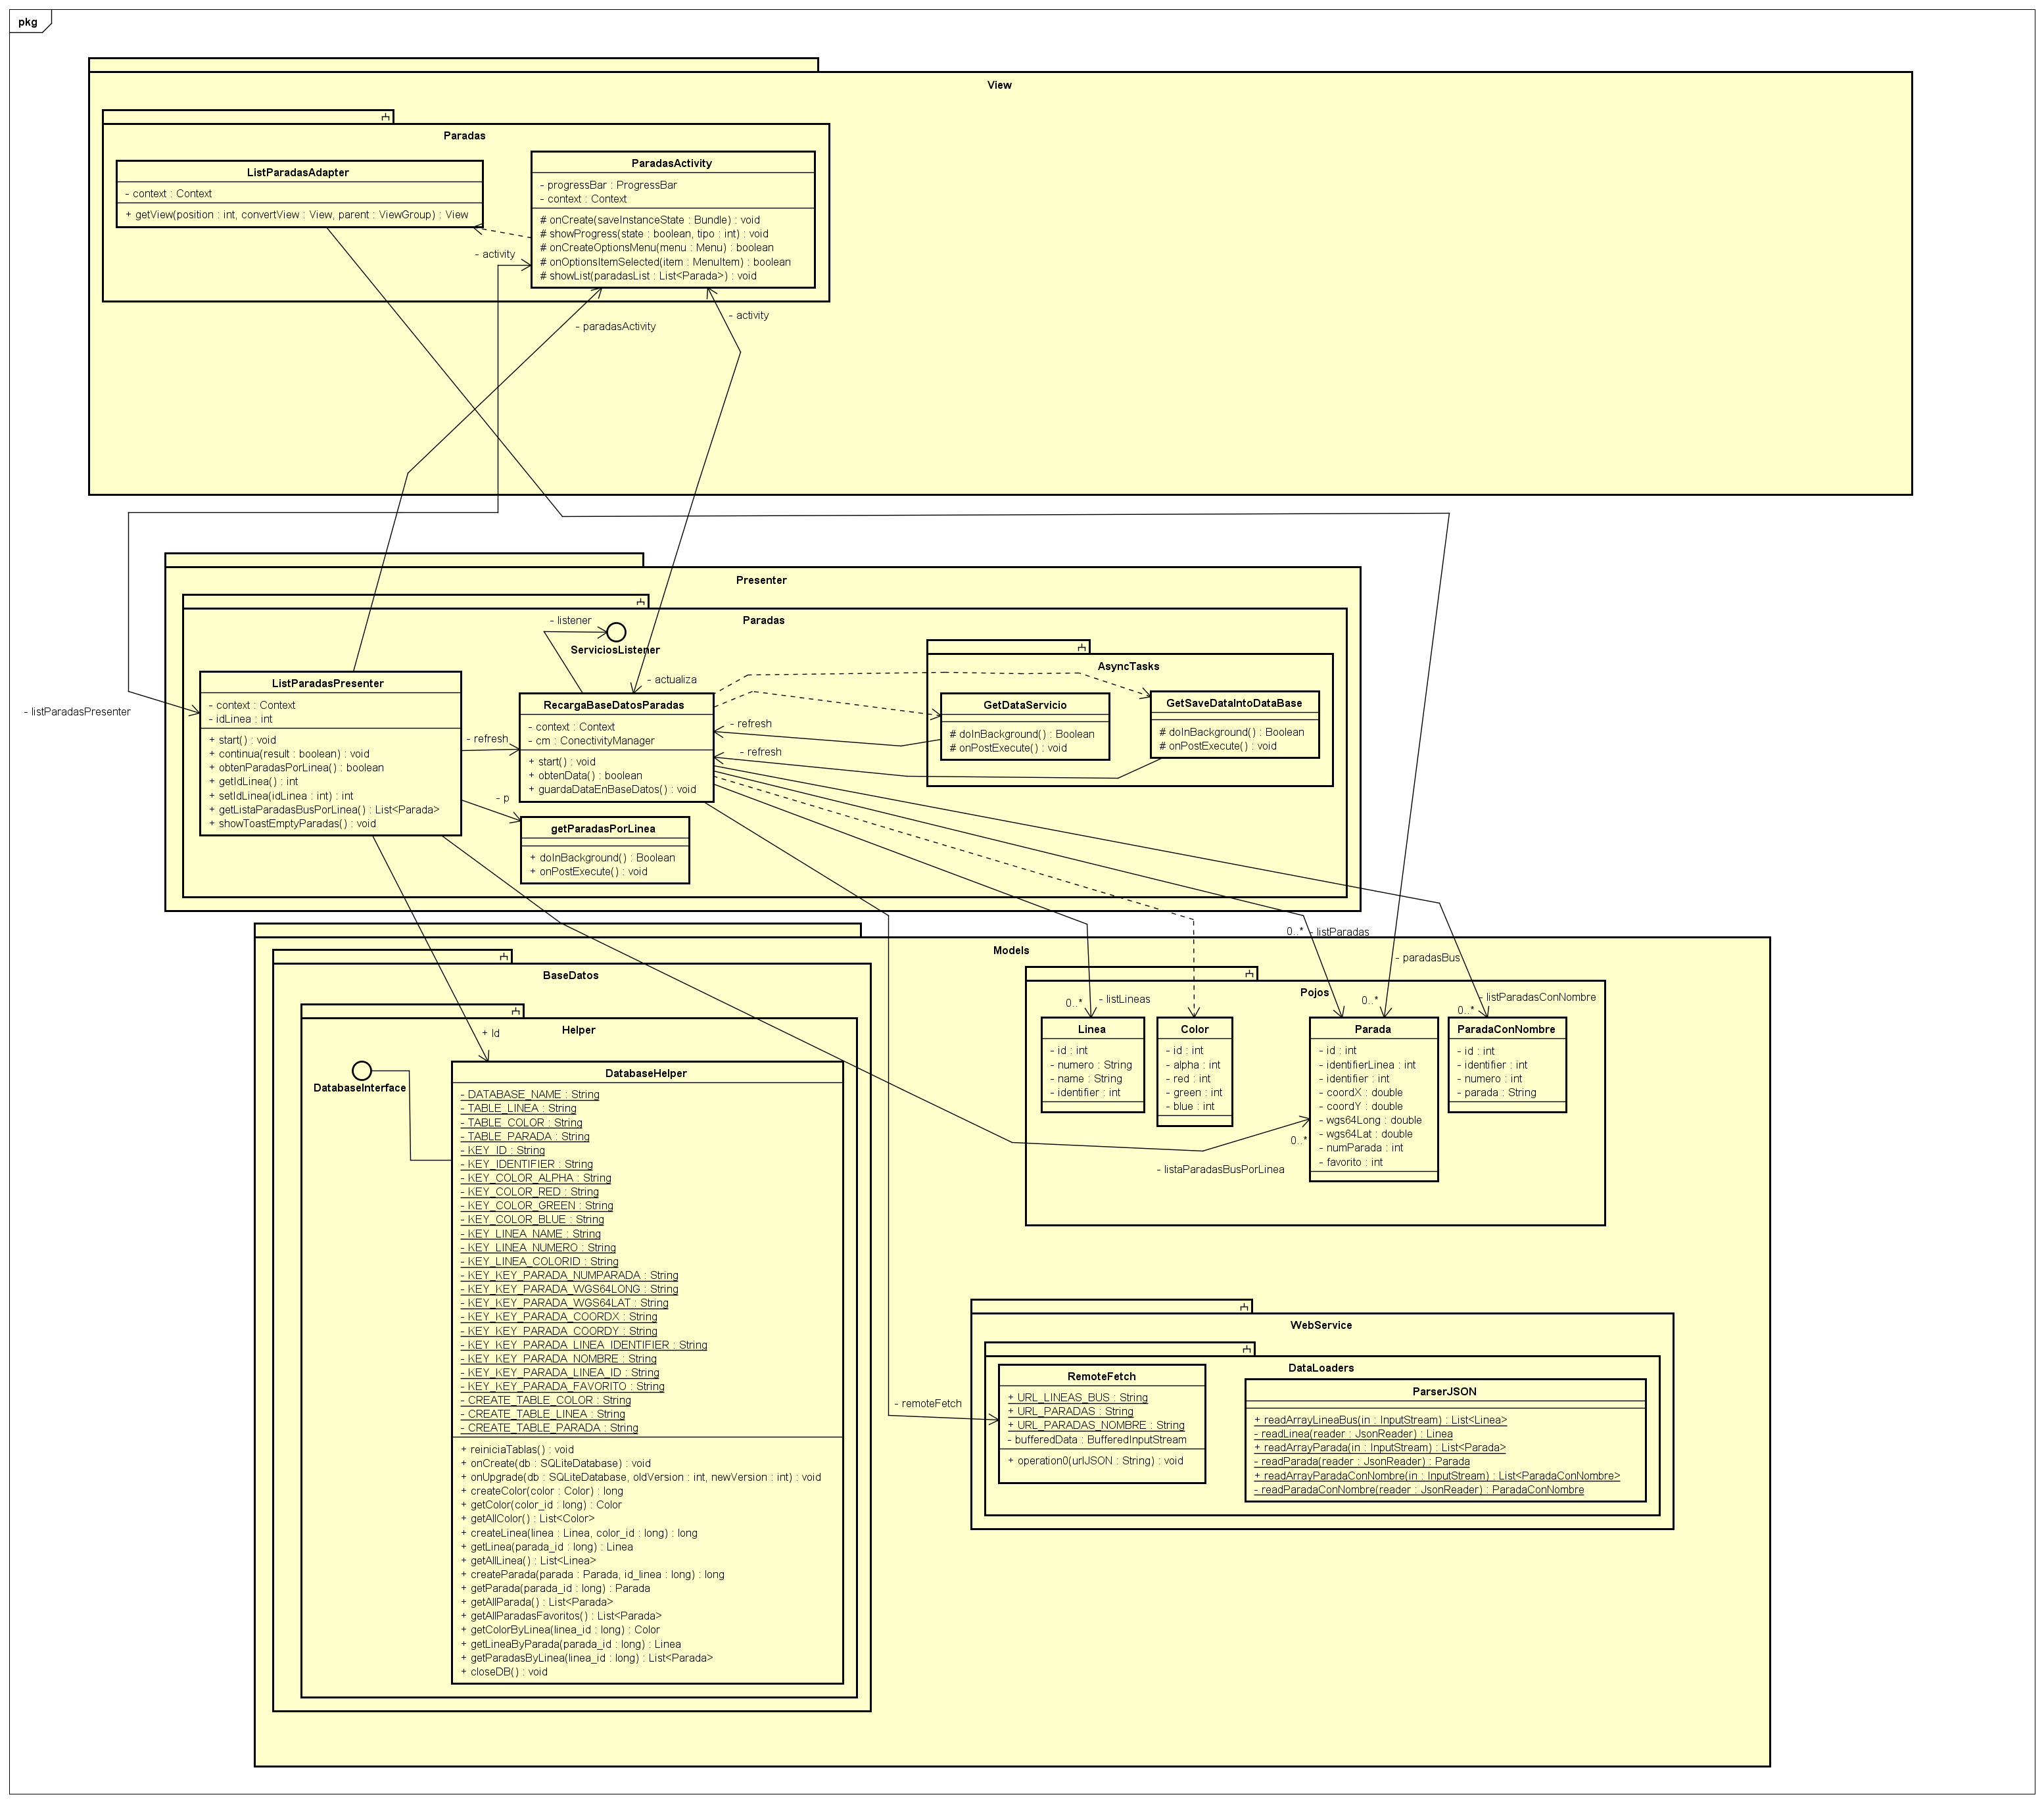 pkg
View
Paradas
ListParadasAdapter
- context : Context
+ getView(position : int, convertView : View, parent : ViewGroup) : View
ParadasActivity
- progressBar : ProgressBar
- context : Context
# onCreate(saveInstanceState : Bundle) : void
# showProgress(state : boolean, tipo : int) : void
# onCreateOptionsMenu(menu : Menu) : boolean
# onOptionsItemSelected(item : MenuItem) : boolean
# showList(paradasList : List<Parada>) : void
- activity
- activity
- paradasActivity
Presenter
Paradas
- listener
ServiciosListener
- actualiza
- listParadasPresenter
ListParadasPresenter
- context : Context
- idLinea : int
+ start() : void
+ continua(result : boolean) : void
+ obtenParadasPorLinea() : boolean
+ getIdLinea() : int
+ setIdLinea(idLinea : int) : int
+ getListaParadasBusPorLinea() : List<Parada>
+ showToastEmptyParadas() : void
- refresh
- p
RecargaBaseDatosParadas
- context : Context
- cm : ConectivityManager
+ start() : void
+ obtenData() : boolean
+ guardaDataEnBaseDatos() : void
getParadasPorLinea
+ doInBackground() : Boolean
+ onPostExecute() : void
- refresh
- refresh
AsyncTasks
GetDataServicio
# doInBackground() : Boolean
# onPostExecute() : void
GetSaveDataIntoDataBase
# doInBackground() : Boolean
# onPostExecute() : void
Models
BaseDatos
Helper
+ ld
DatabaseInterface
DatabaseHelper
- DATABASE_NAME : String
- TABLE_LINEA : String
- TABLE_COLOR : String
- TABLE_PARADA : String
- KEY_ID : String
- KEY_IDENTIFIER : String
- KEY_COLOR_ALPHA : String
- KEY_COLOR_RED : String
- KEY_COLOR_GREEN : String
- KEY_COLOR_BLUE : String
- KEY_LINEA_NAME : String
- KEY_LINEA_NUMERO : String
- KEY_LINEA_COLORID : String
- KEY_KEY_PARADA_NUMPARADA : String
- KEY_KEY_PARADA_WGS64LONG : String
- KEY_KEY_PARADA_WGS64LAT : String
- KEY_KEY_PARADA_COORDX : String
- KEY_KEY_PARADA_COORDY : String
- KEY_KEY_PARADA_LINEA_IDENTIFIER : String
- KEY_KEY_PARADA_NOMBRE : String
- KEY_KEY_PARADA_LINEA_ID : String
- KEY_KEY_PARADA_FAVORITO : String
- CREATE_TABLE_COLOR : String
- CREATE_TABLE_LINEA : String
- CREATE_TABLE_PARADA : String
+ reiniciaTablas() : void
+ onCreate(db : SQLiteDatabase) : void
+ onUpgrade(db : SQLiteDatabase, oldVersion : int, newVersion : int) : void
+ createColor(color : Color) : long
+ getColor(color_id : long) : Color
+ getAllColor() : List<Color>
+ createLinea(linea : Linea, color_id : long) : long
+ getLinea(parada_id : long) : Linea
+ getAllLinea() : List<Linea>
+ createParada(parada : Parada, id_linea : long) : long
+ getParada(parada_id : long) : Parada
+ getAllParada() : List<Parada>
+ getAllParadasFavoritos() : List<Parada>
+ getColorByLinea(linea_id : long) : Color
+ getLineaByParada(parada_id : long) : Linea
+ getParadasByLinea(linea_id : long) : List<Parada>
+ closeDB() : void
0..* - listParadas
- paradasBus
Pojos
0..* - listLineas
0..*
- listParadasConNombre
0..*
Linea
- id : int
- numero : String
- name : String
- identifier : int
Color
- id : int
- alpha : int
- red : int
- green : int
- blue : int
Parada
- id : int
- identifierLinea : int
- identifier : int
- coordX : double
- coordY : double
- wgs64Long : double
- wgs64Lat : double
- numParada : int
- favorito : int
ParadaConNombre
- id : int
- identifier : int
- numero : int
- parada : String
0..*
- listaParadasBusPorLinea
WebService
DataLoaders
- remoteFetch
RemoteFetch
+ URL_LINEAS_BUS : String
+ URL_PARADAS : String
+ URL_PARADAS_NOMBRE : String
- bufferedData : BufferedInputStream
+ operation0(urlJSON : String) : void
ParserJSON
+ readArrayLineaBus(in : InputStream) : List<Linea>
- readLinea(reader : JsonReader) : Linea
+ readArrayParada(in : InputStream) : List<Parada>
- readParada(reader : JsonReader) : Parada
+ readArrayParadaConNombre(in : InputStream) : List<ParadaConNombre>
- readParadaConNombre(reader : JsonReader) : ParadaConNombre